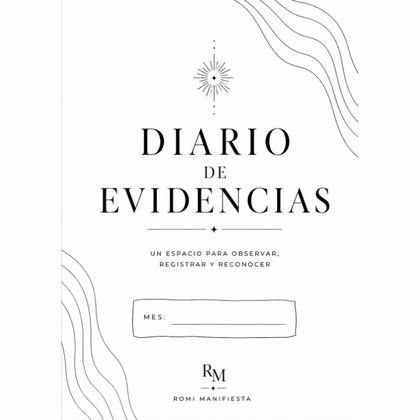 DIARIO
DE
EVIDENCIAS
UN ESPACIO PARA OBSERVAR,
REGISTRAR Y RECONOCER
MES:
RM
ROMI MANIFIESTA